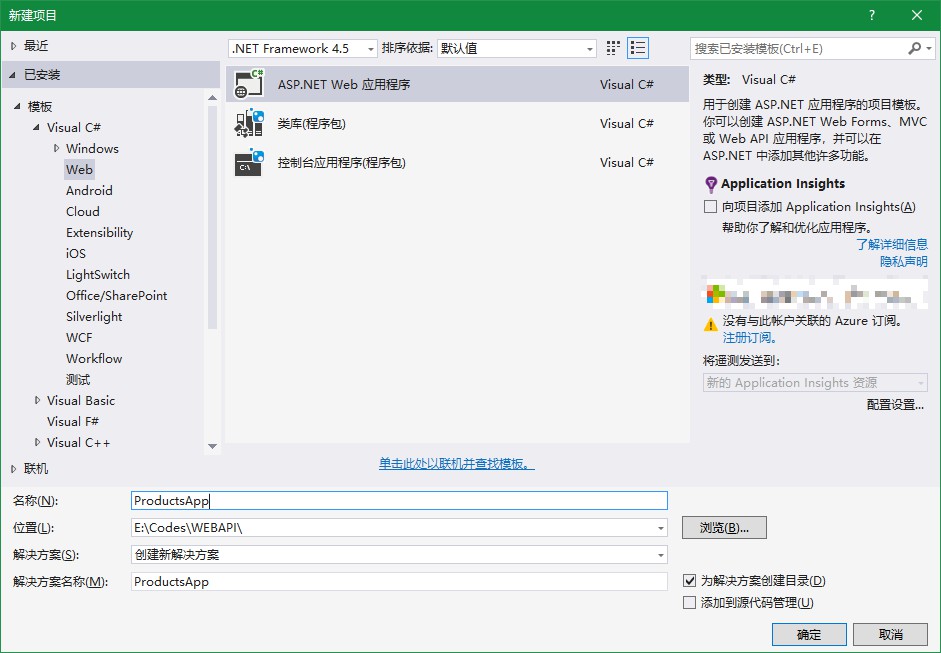 新建项目
最近
.NET Framework 4.5 排序依据: 默认值
搜索已安装模板(Ctrl+E)
已安装
模板
Visual C#
Windows
Web
Android
Cloud
Extensibility
iOS
LightSwitch
Office/SharePoint
Silverlight
WCF
Workflow
测试
Visual Basic
Visual F#
Visual C++
联机
ASP.NET Web 应用程序 Visual C#
类库(程序包) Visual C#
控制台应用程序(程序包) Visual C#
单击此处以联机并查找模板。
类型: Visual C#
用于创建 ASP.NET 应用程序的项目模板。
你可以创建 ASP.NET Web Forms、MVC
或 Web API 应用程序，并可以在
ASP.NET 中添加其他许多功能。
Application Insights
向项目添加 Application Insights(A)
帮助你了解和优化应用程序。
了解详细信息
隐私声明
没有与此帐户关联的 Azure 订阅。
注册订阅。
将遥测发送到:
新的 Application Insights 资源
配置设置...
名称(N): ProductsApp
位置(L): E:\Codes\WEBAPI\ 浏览(B)...
解决方案(S): 创建新解决方案
解决方案名称(M): ProductsApp
为解决方案创建目录(D)
添加到源代码管理(U)
确定 取消